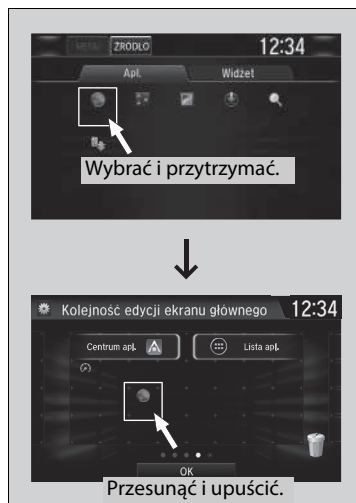 MENU ŹRÓDŁO 12:34
Apl. Widżet
Wybrać i przytrzymać.
Kolejność edycji ekranu głównego 12:34
Centrum apl. Lista apl.
OK
Przesunąć i upuścić.